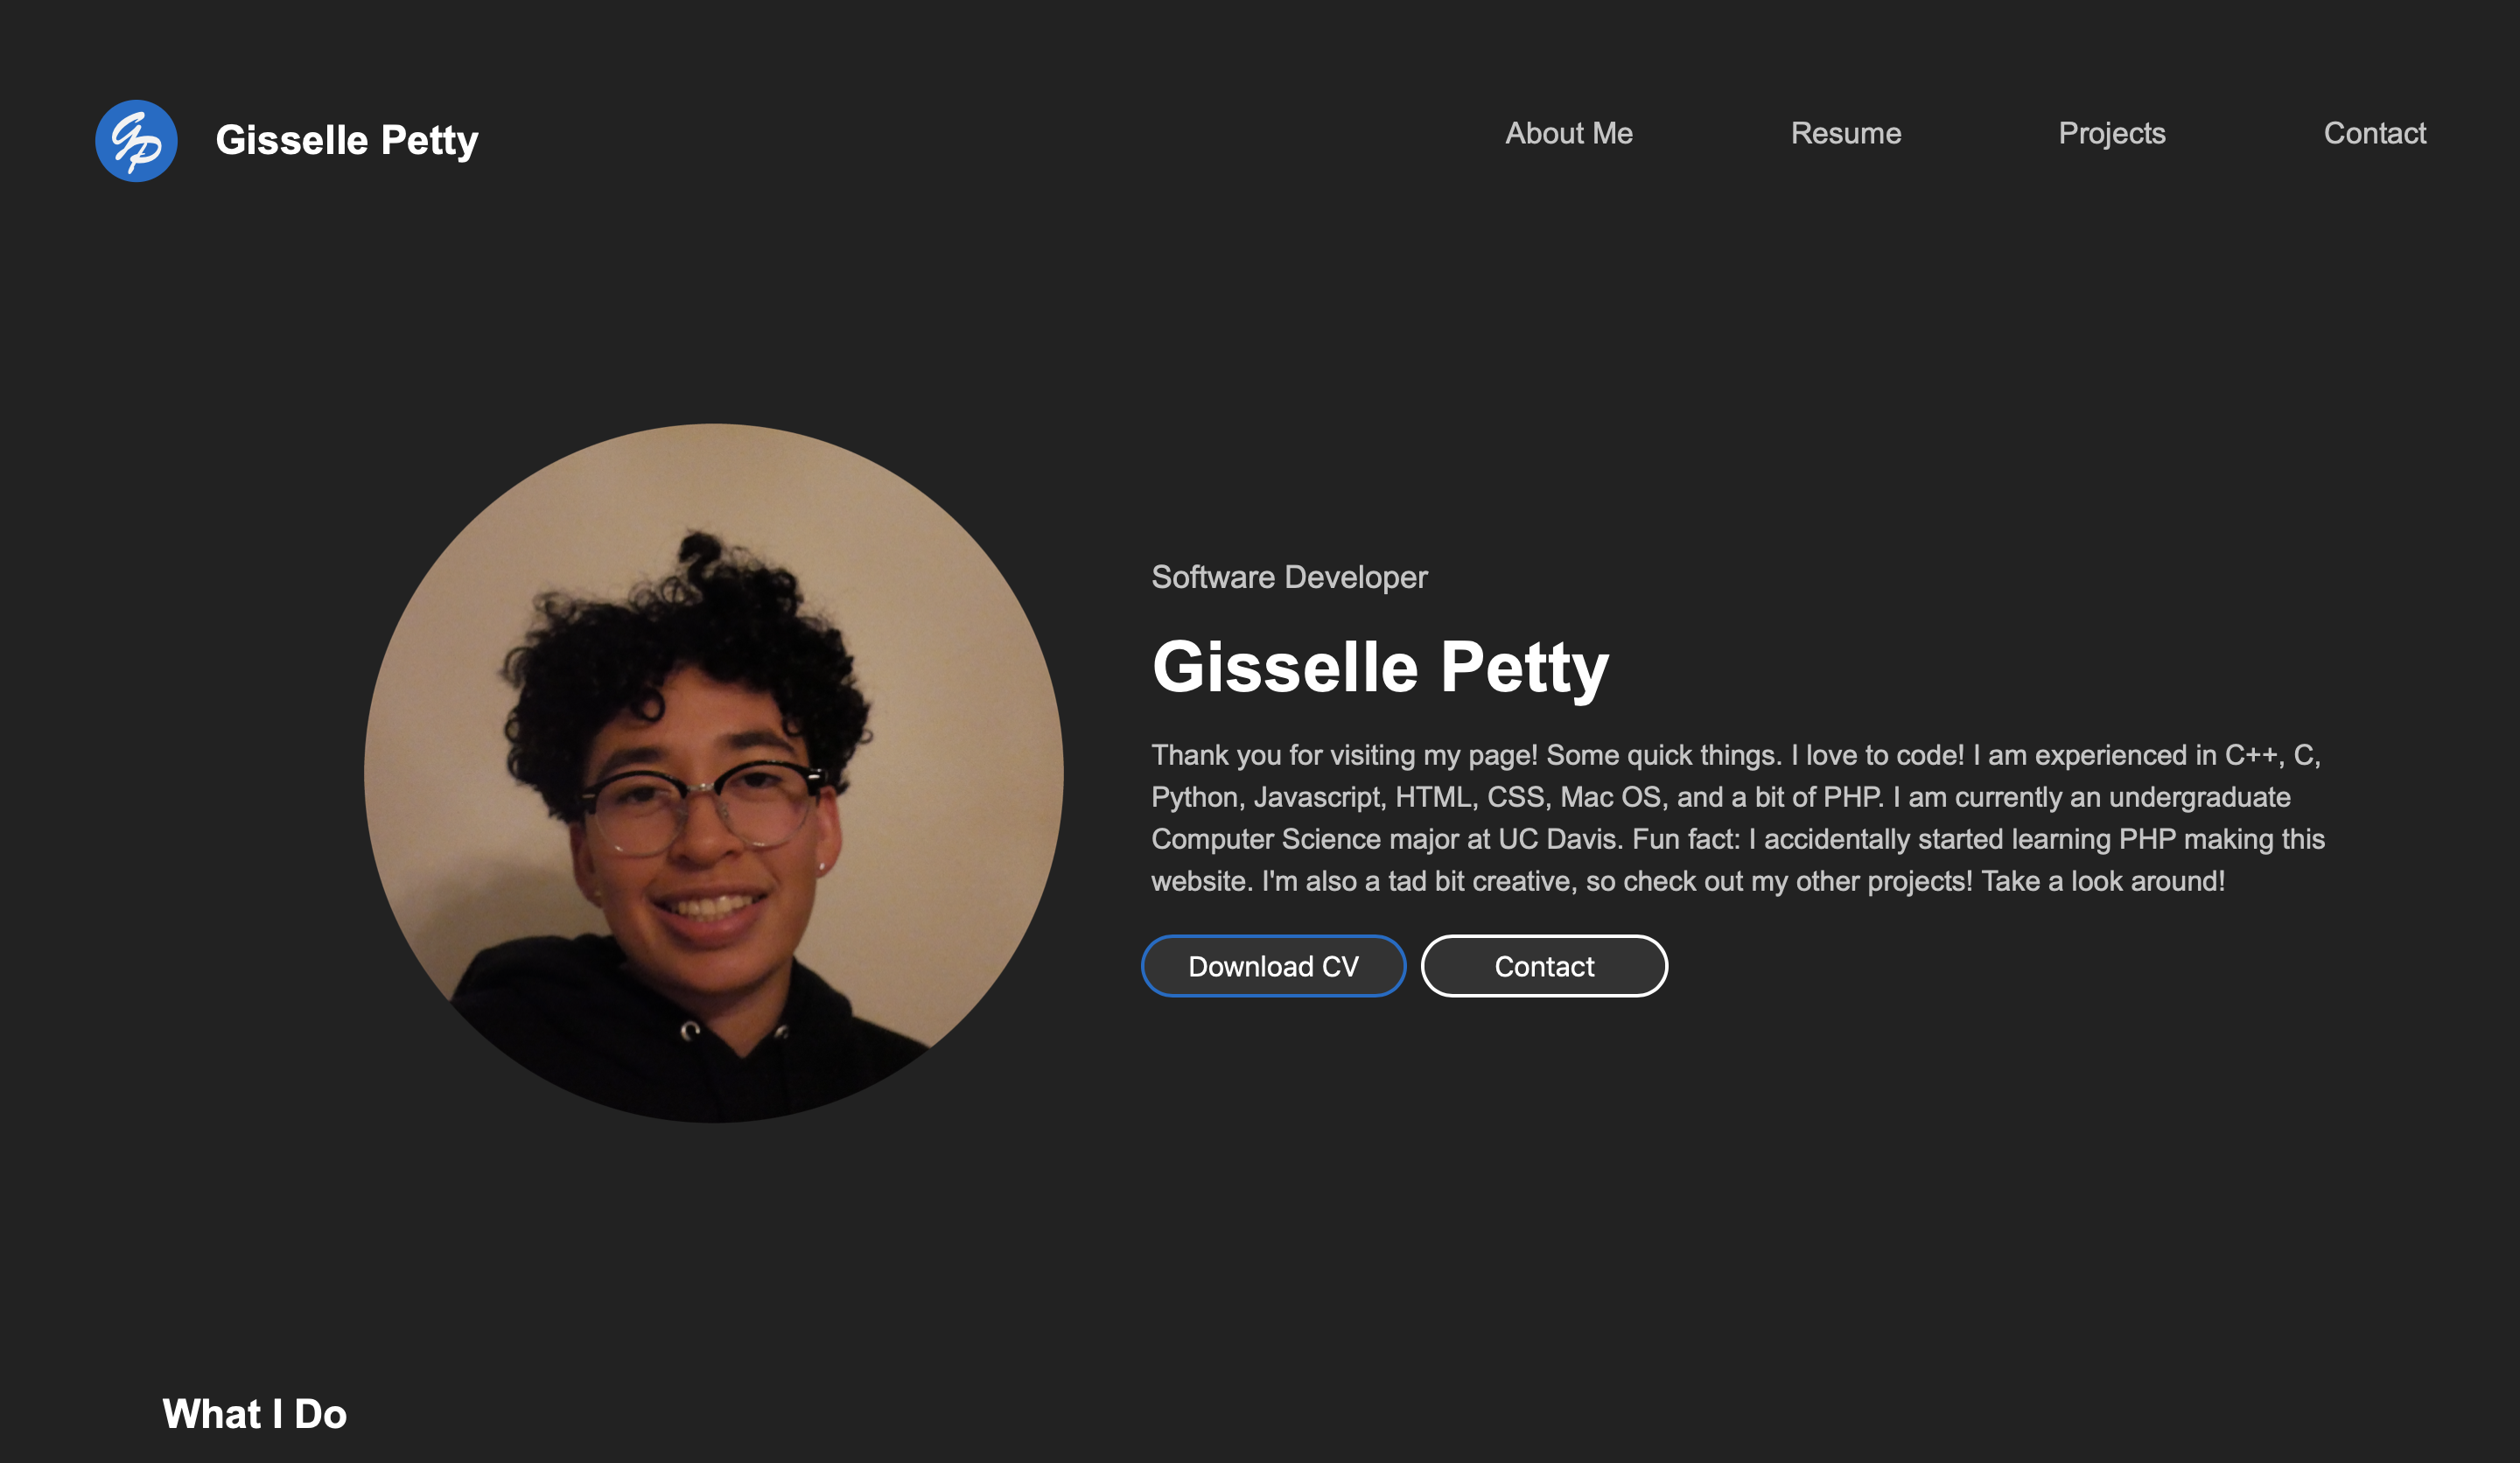 GP
Gisselle Petty
About Me
Resume
Projects
Contact
Software Developer
Gisselle Petty
Thank you for visiting my page! Some quick things. I love to code! I am experienced in C++, C,
Python, Javascript, HTML, CSS, Mac OS, and a bit of PHP. I am currently an undergraduate
Computer Science major at UC Davis. Fun fact: I accidentally started learning PHP making this
website. I'm also a tad bit creative, so check out my other projects! Take a look around!
Download CV
Contact
What I Do